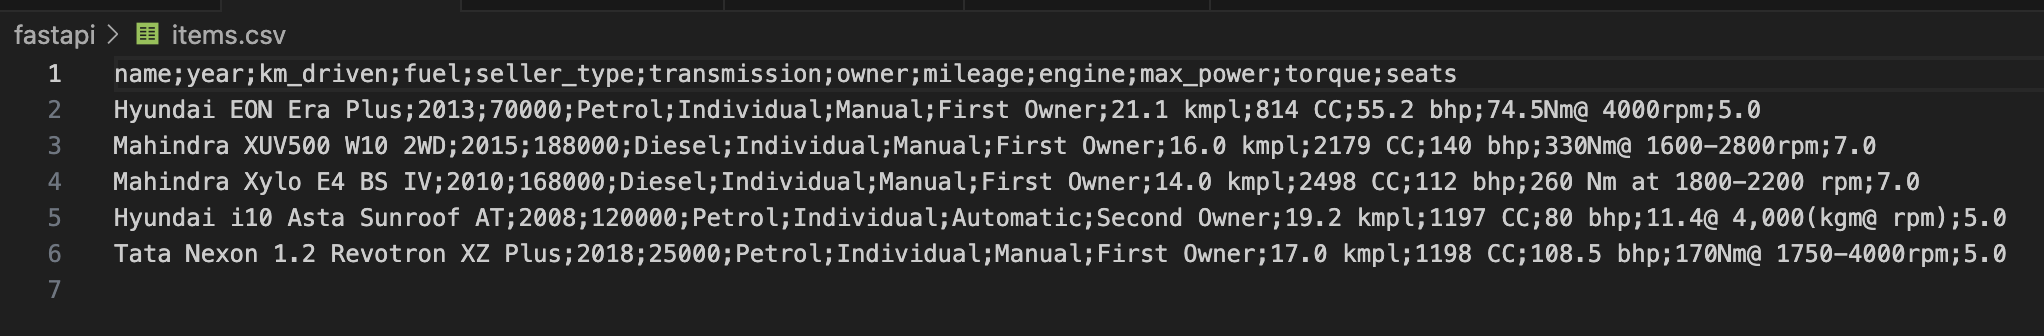 fastapi > items.csv
1 name;year;km_driven;fuel;seller_type;transmission;owner;mileage;engine;max_power;torque;seats
2 Hyundai EON Era Plus;2013;70000;Petrol;Individual;Manual;First Owner;21.1 kmpl;814 CC;55.2 bhp;74.5Nm@ 4000rpm;5.0
3 Mahindra XUV500 W10 2WD;2015;188000;Diesel;Individual;Manual;First Owner;16.0 kmpl;2179 CC;140 bhp;330Nm@ 1600-2800rpm;7.0
4 Mahindra Xylo E4 BS IV;2010;168000;Diesel;Individual;Manual;First Owner;14.0 kmpl;2498 CC;112 bhp;260 Nm at 1800-2200 rpm;7.0
5 Hyundai i10 Asta Sunroof AT;2008;120000;Petrol;Individual;Automatic;Second Owner;19.2 kmpl;1197 CC;80 bhp;11.4@ 4,000(kgm@ rpm);5.0
6 Tata Nexon 1.2 Revotron XZ Plus;2018;25000;Petrol;Individual;Manual;First Owner;17.0 kmpl;1198 CC;108.5 bhp;170Nm@ 1750-4000rpm;5.0
7